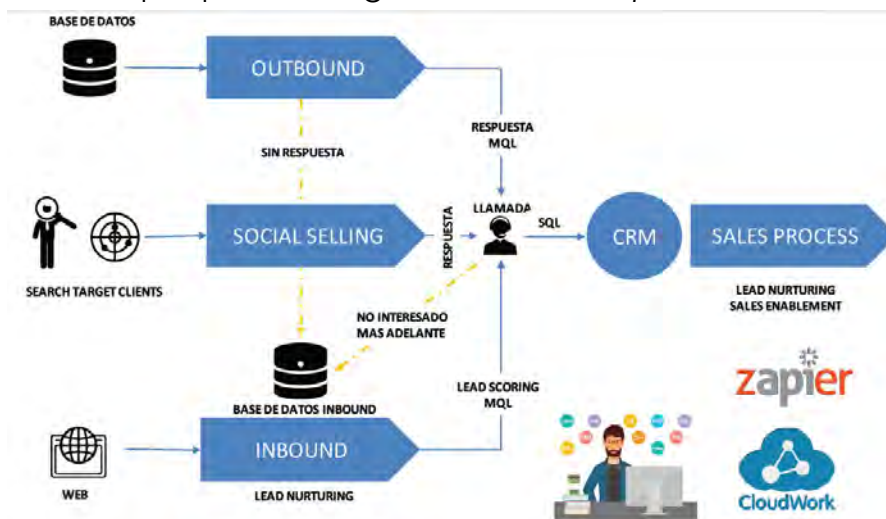 BASE DE DATOS
OUTBOUND
RESPUESTA
MQL
SIN RESPUESTA
LLAMADA
SOCIAL SELLING
RESPUESTA
SQL
CRM
SALES PROCESS
SEARCH TARGET CLIENTS
LEAD NURTURING
SALES ENABLEMENT
NO INTERESADO
MAS ADELANTE
BASE DE DATOS INBOUND
LEAD SCORING
MQL
zapier
INBOUND
WEB
LEAD NURTURING
CloudWork